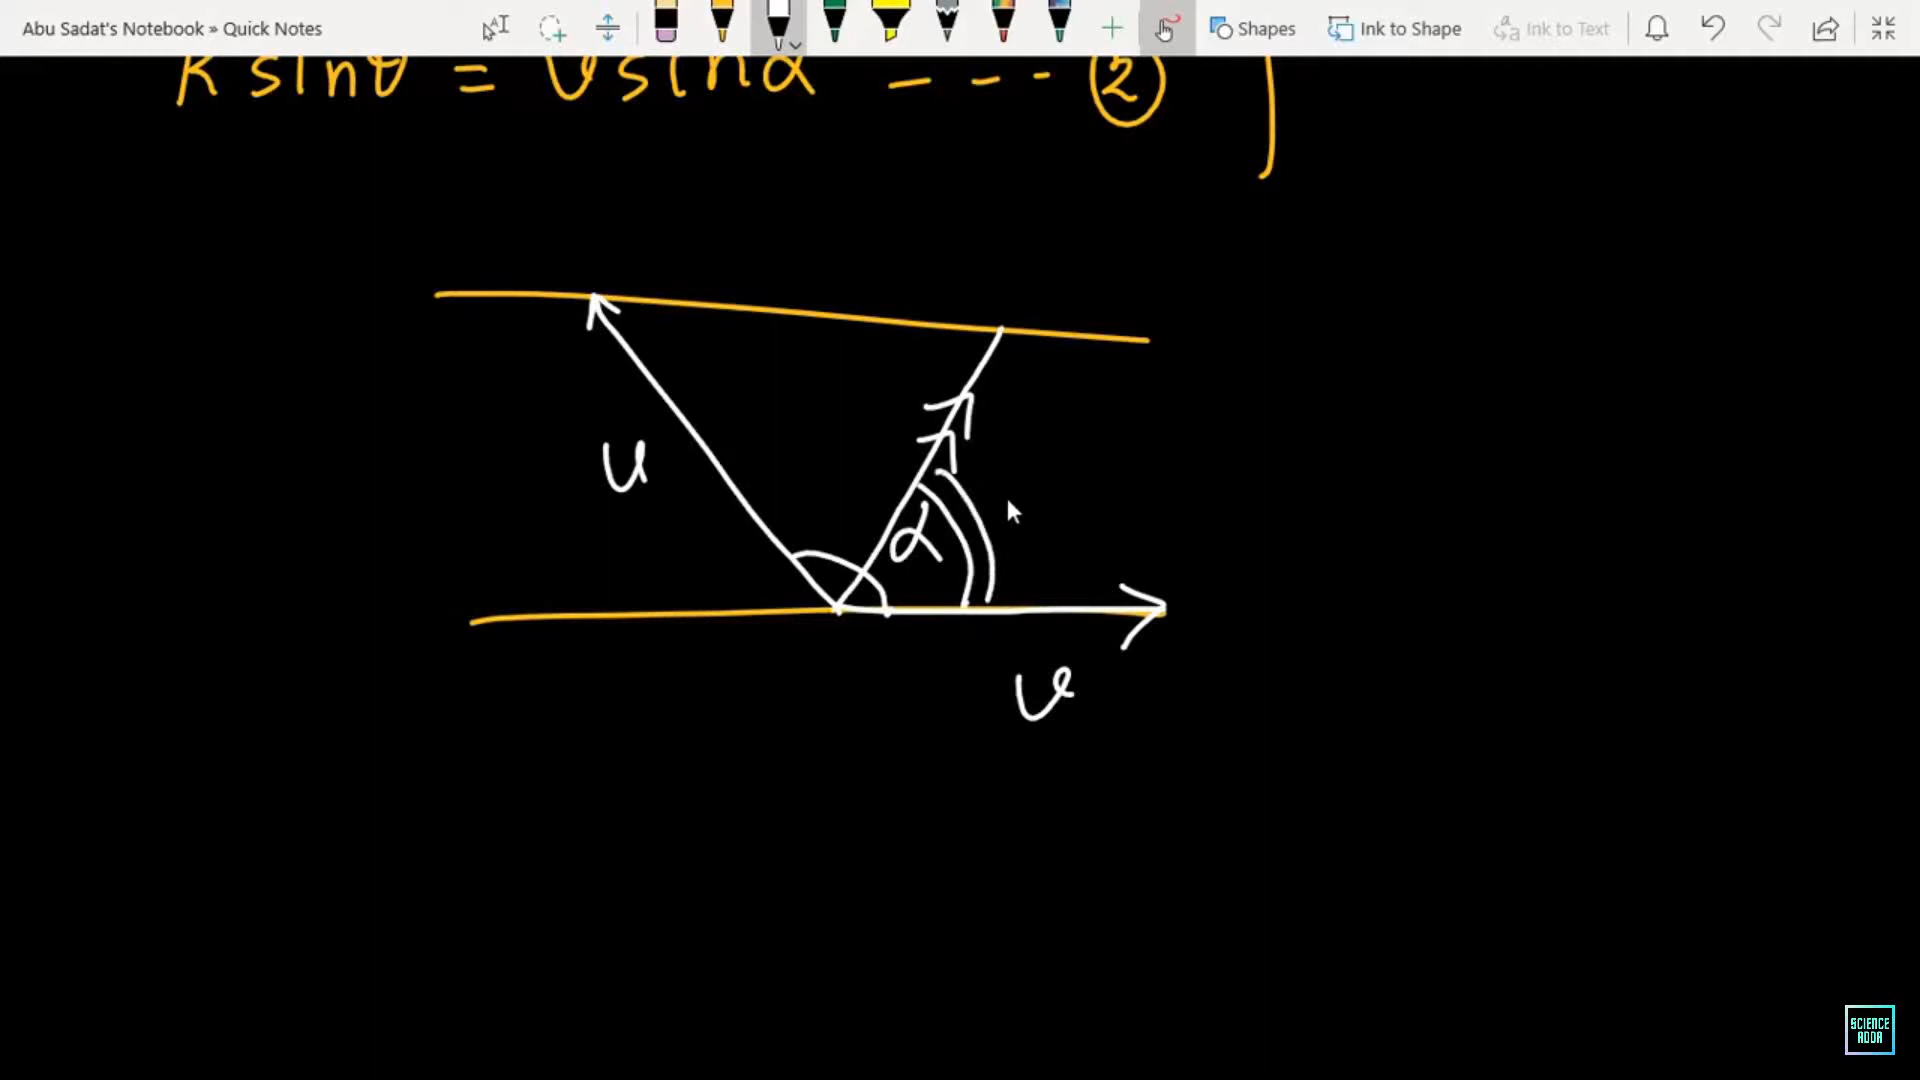 Abu Sadat's Notebook » Quick Notes
Shapes
Ink to Shape
Ink to Text
R sinθ = v sinα - - - ②
u
α
v
SCIENCE
ADDA